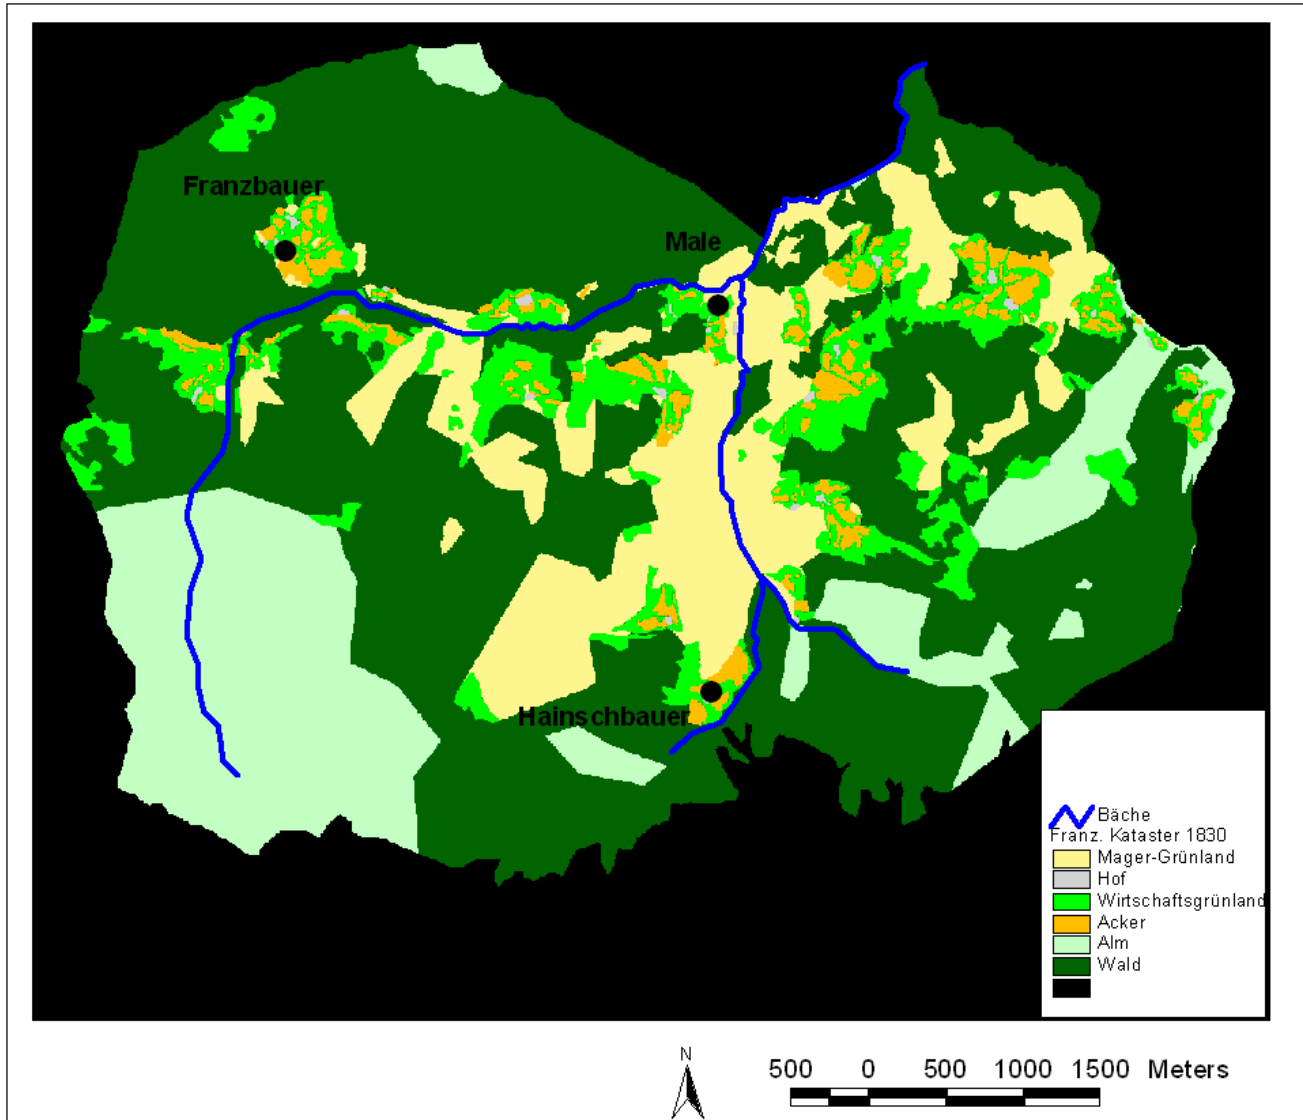 Franzbauer
Male
Hainschbauer
Bäche
Franz. Kataster 1830
Mager-Grünland
Hof
Wirtschaftsgrünland
Acker
Alm
Wald
N
500 0 500 1000 1500 Meters